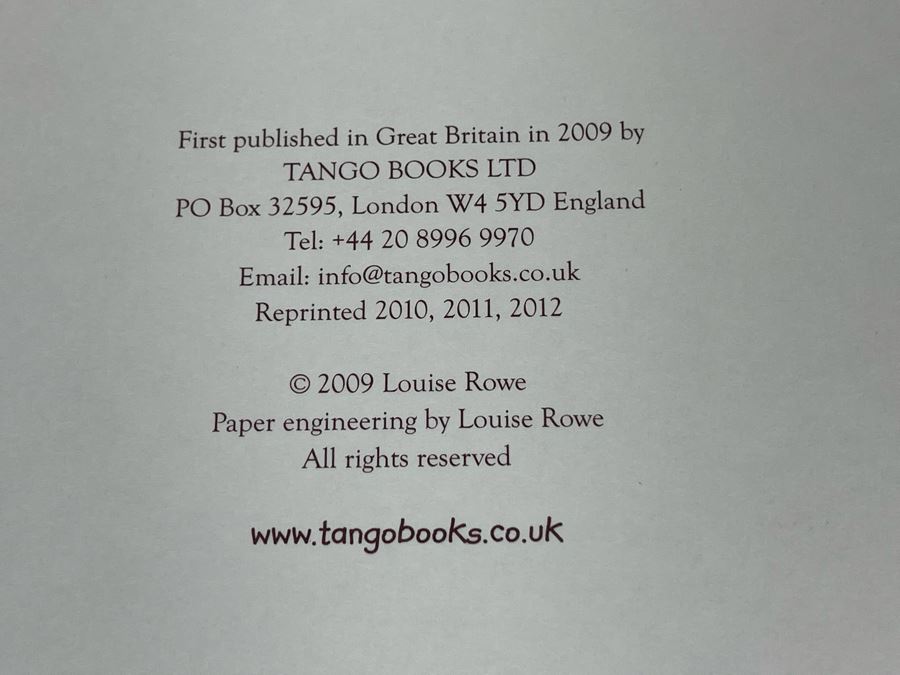 First published in Great Britain in 2009 by
TANGO BOOKS LTD
PO Box 32595, London W4 5YD England
Tel: +44 20 8996 9970
Email: info@tangobooks.co.uk
Reprinted 2010, 2011, 2012
© 2009 Louise Rowe
Paper engineering by Louise Rowe
All rights reserved
www.tangobooks.co.uk